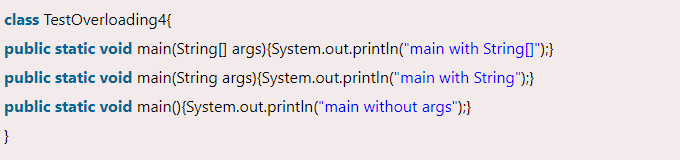 class TestOverloading4{
public static void main(String[] args){System.out.println("main with String[]");}
public static void main(String args){System.out.println("main with String");}
public static void main(){System.out.println("main without args");}
}